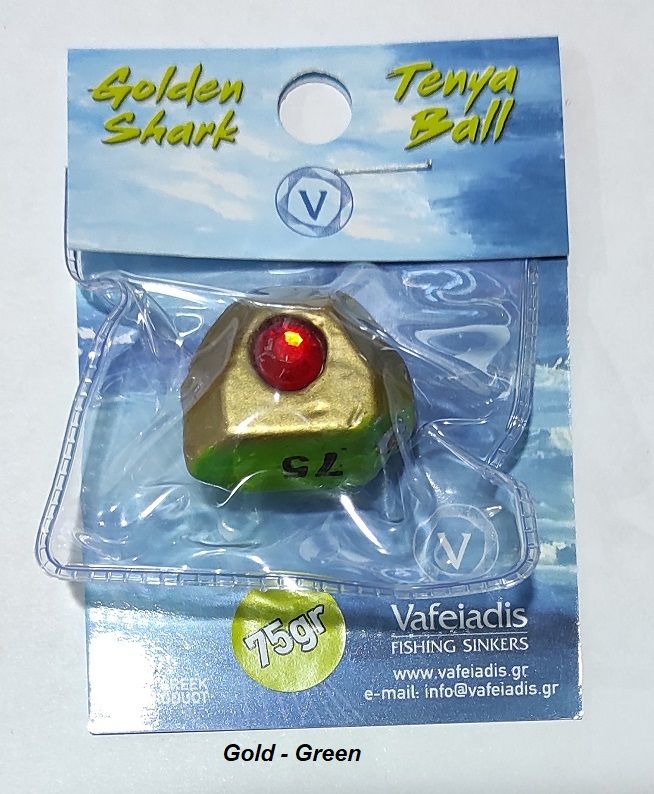 Golden
Shark
Tenya
Ball
V
75
V
75gr
Vafeiadis
FISHING SINKERS
www.vafeiadis.gr
e-mail: info@vafeiadis.gr
Gold - Green